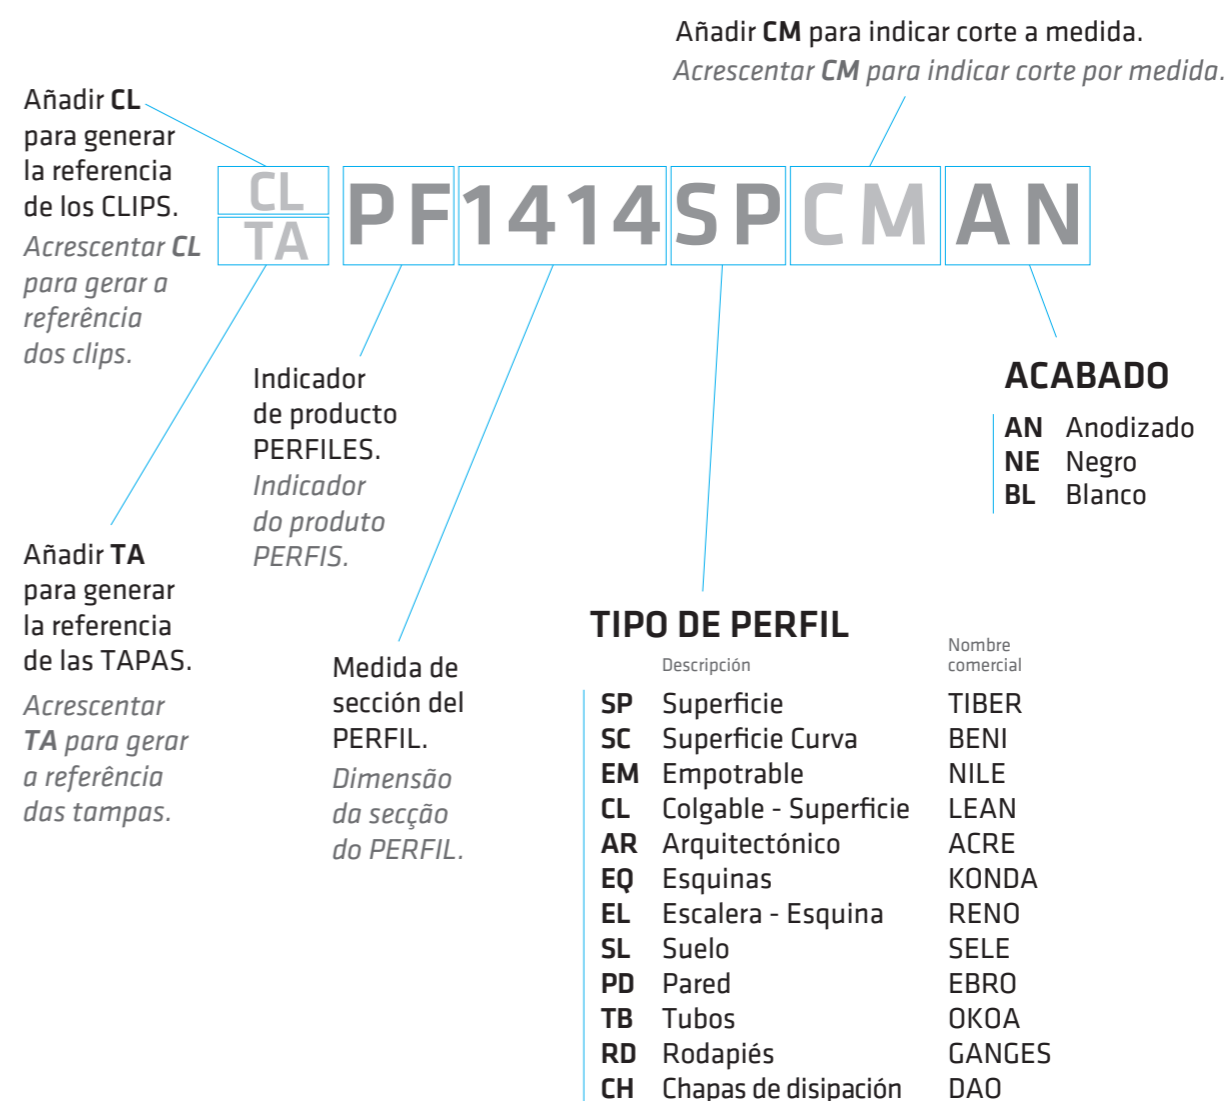 Añadir CM para indicar corte a medida.
Acrescentar CM para indicar corte por medida.
Añadir CL
para generar
la referencia
de los CLIPS.
Acrescentar CL
para gerar a
referência
dos clips.
CL
TA
PF1414SPCMAN
Indicador
de producto
PERFILES.
Indicador
do produto
PERFIS.
ACABADO
AN Anodizado
NE Negro
BL Blanco
Añadir TA
para generar
la referencia
de las TAPAS.
Acrescentar
TA para gerar
a referência
das tampas.
Medida de
sección del
PERFIL.
Dimensão
da secção
do PERFIL.
TIPO DE PERFIL
Descripción
Nombre
comercial
SP Superficie TIBER
SC Superficie Curva BENI
EM Empotrable NILE
CL Colgable - Superficie LEAN
AR Arquitectónico ACRE
EQ Esquinas KONDA
EL Escalera - Esquina RENO
SL Suelo SELE
PD Pared EBRO
TB Tubos OKOA
RD Rodapiés GANGES
CH Chapas de disipación DAO